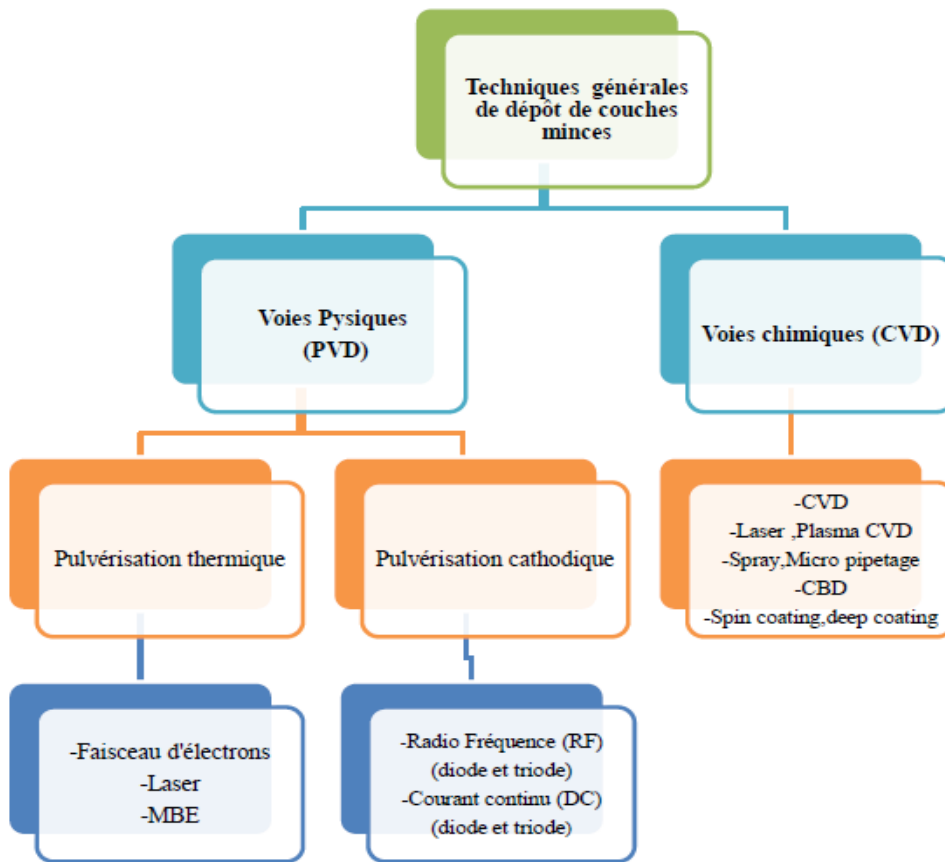 Techniques générales
de dépôt de couches
minces
Voies Pysiques
(PVD)
Voies chimiques (CVD)
Pulvérisation thermique
Pulvérisation cathodique
-CVD
-Laser ,Plasma CVD
-Spray,Micro pipetage
-CBD
-Spin coating,deep coating
-Faisceau d'électrons
-Laser
-MBE
-Radio Fréquence (RF)
(diode et triode)
-Courant continu (DC)
(diode et triode)